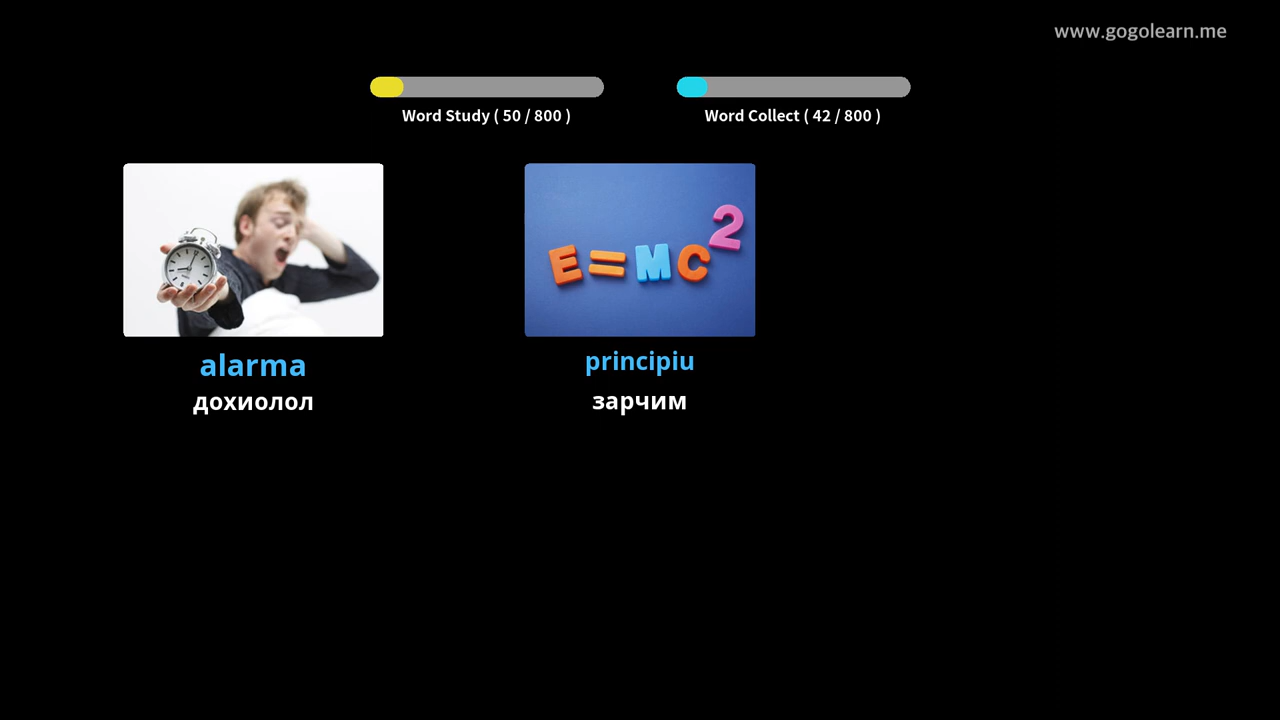 www.gogolearn.me
Word Study ( 50 / 800 )
Word Collect ( 42 / 800 )
E=MC2
alarma
дохиолол
principiu
зарчим